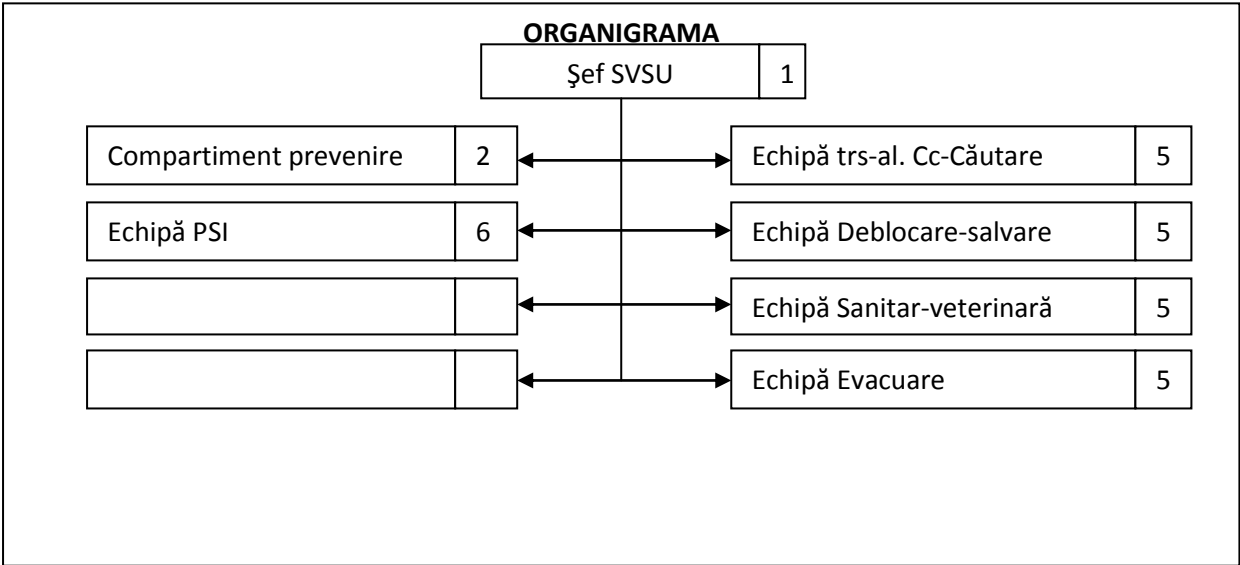 ORGANIGRAMA
Şef SVSU 1
Compartiment prevenire 2
Echipă trs-al. Cc-Căutare 5
Echipă PSI 6
Echipă Deblocare-salvare 5
Echipă Sanitar-veterinară 5
Echipă Evacuare 5